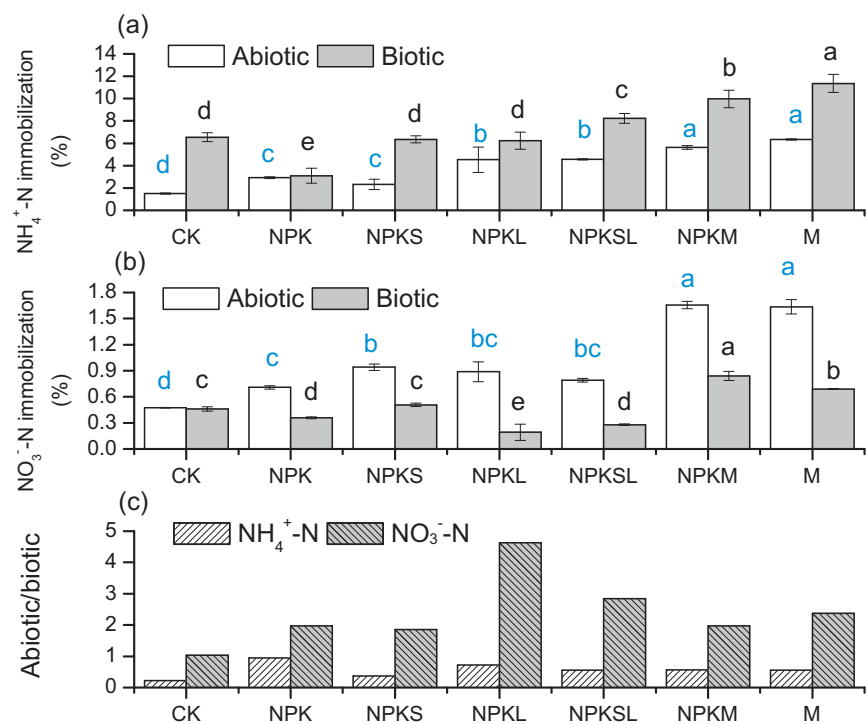 (a)
NH₄⁺-N immobilization
(%)
14
12
10
8
6
4
2
0
Abiotic
Biotic
d d
c e
c d
b d
b c
a b
a a
CK NPK NPKS NPKL NPKSL NPKM M
(b)
NO₃⁻-N immobilization
(%)
1.8
1.5
1.2
0.9
0.6
0.3
0.0
Abiotic
Biotic
d c
c d
b c
bc e
bc d
a a
a b
CK NPK NPKS NPKL NPKSL NPKM M
(c)
Abiotic/biotic
5
4
3
2
1
0
NH₄⁺-N
NO₃⁻-N
CK NPK NPKS NPKL NPKSL NPKM M